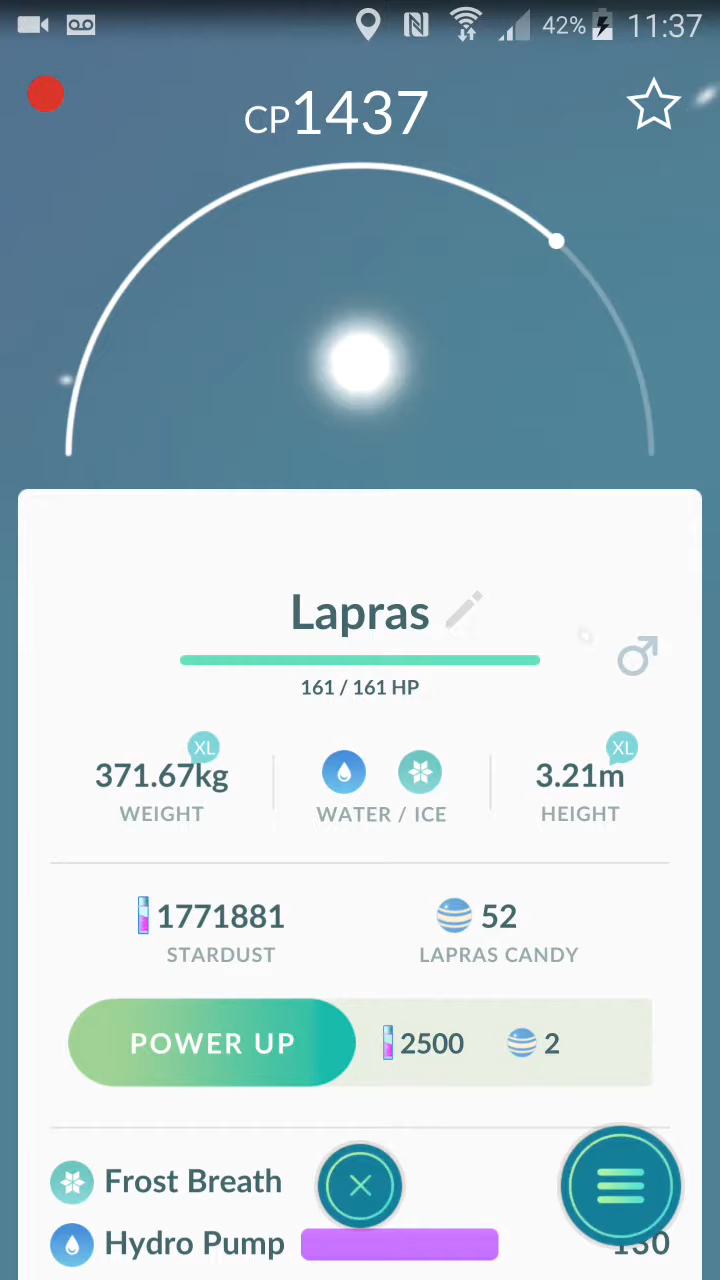 42% 11:37
CP1437
Lapras
161 / 161 HP
XL XL
371.67kg 3.21m
WEIGHT WATER / ICE HEIGHT
1771881 52
STARDUST LAPRAS CANDY
POWER UP 2500 2
Frost Breath
Hydro Pump 130